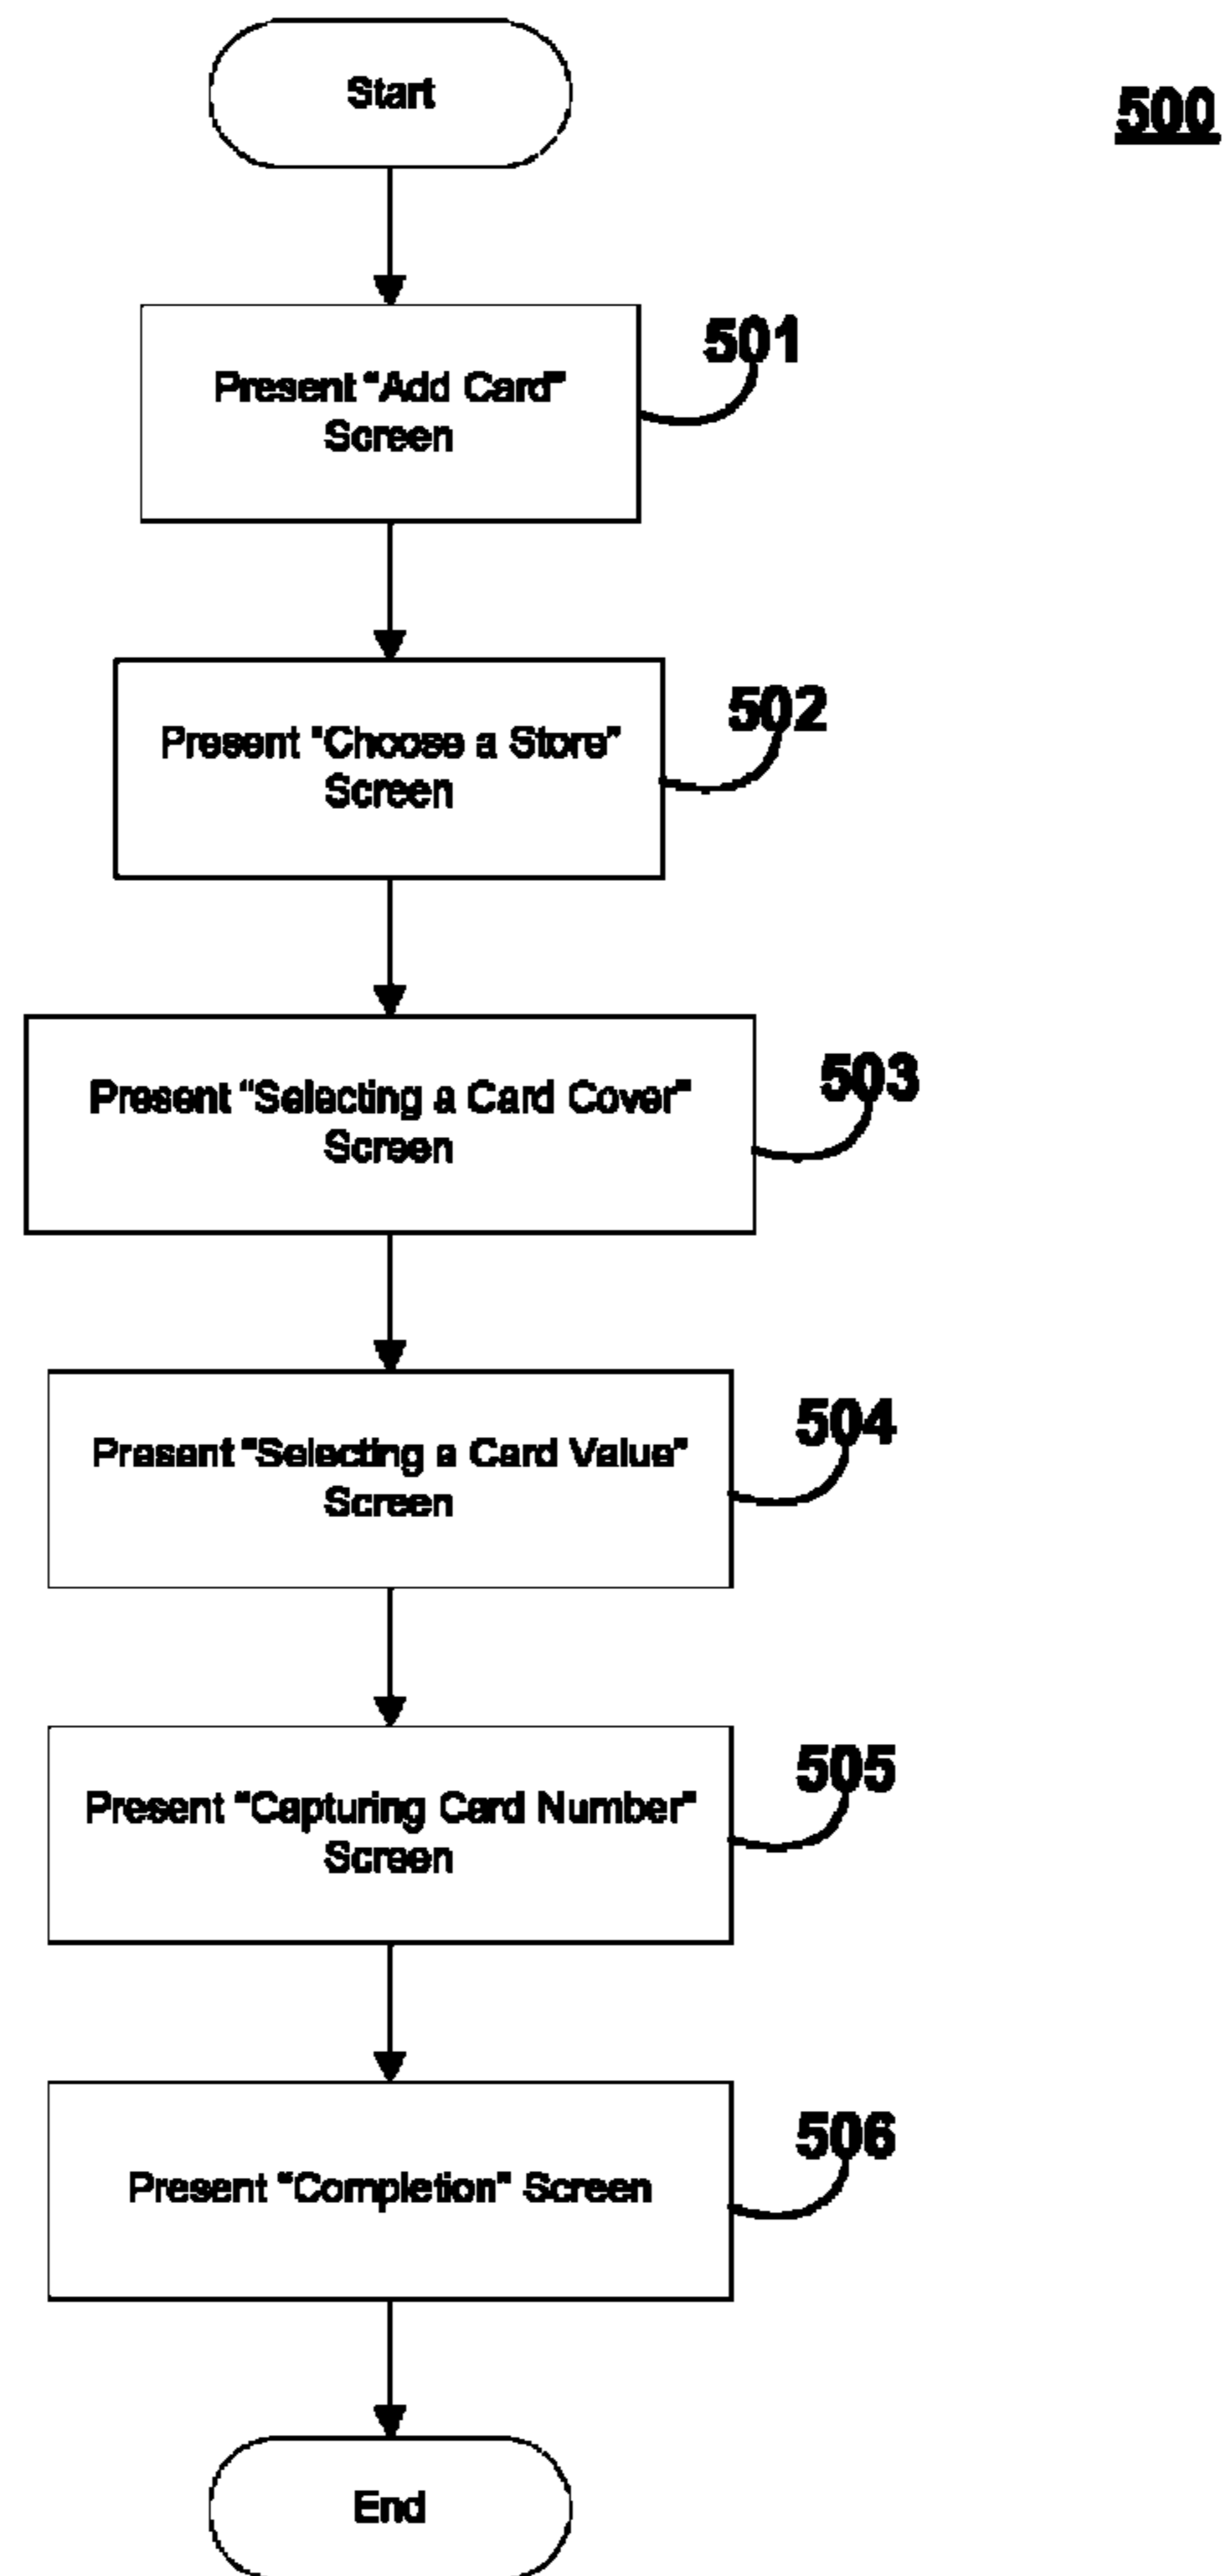 Start
500
501
Present “Add Card”
Screen
502
Present “Choose a Store”
Screen
503
Present “Selecting a Card Cover”
Screen
504
Present “Selecting a Card Value”
Screen
505
Present “Capturing Card Number”
Screen
506
Present “Completion” Screen
End